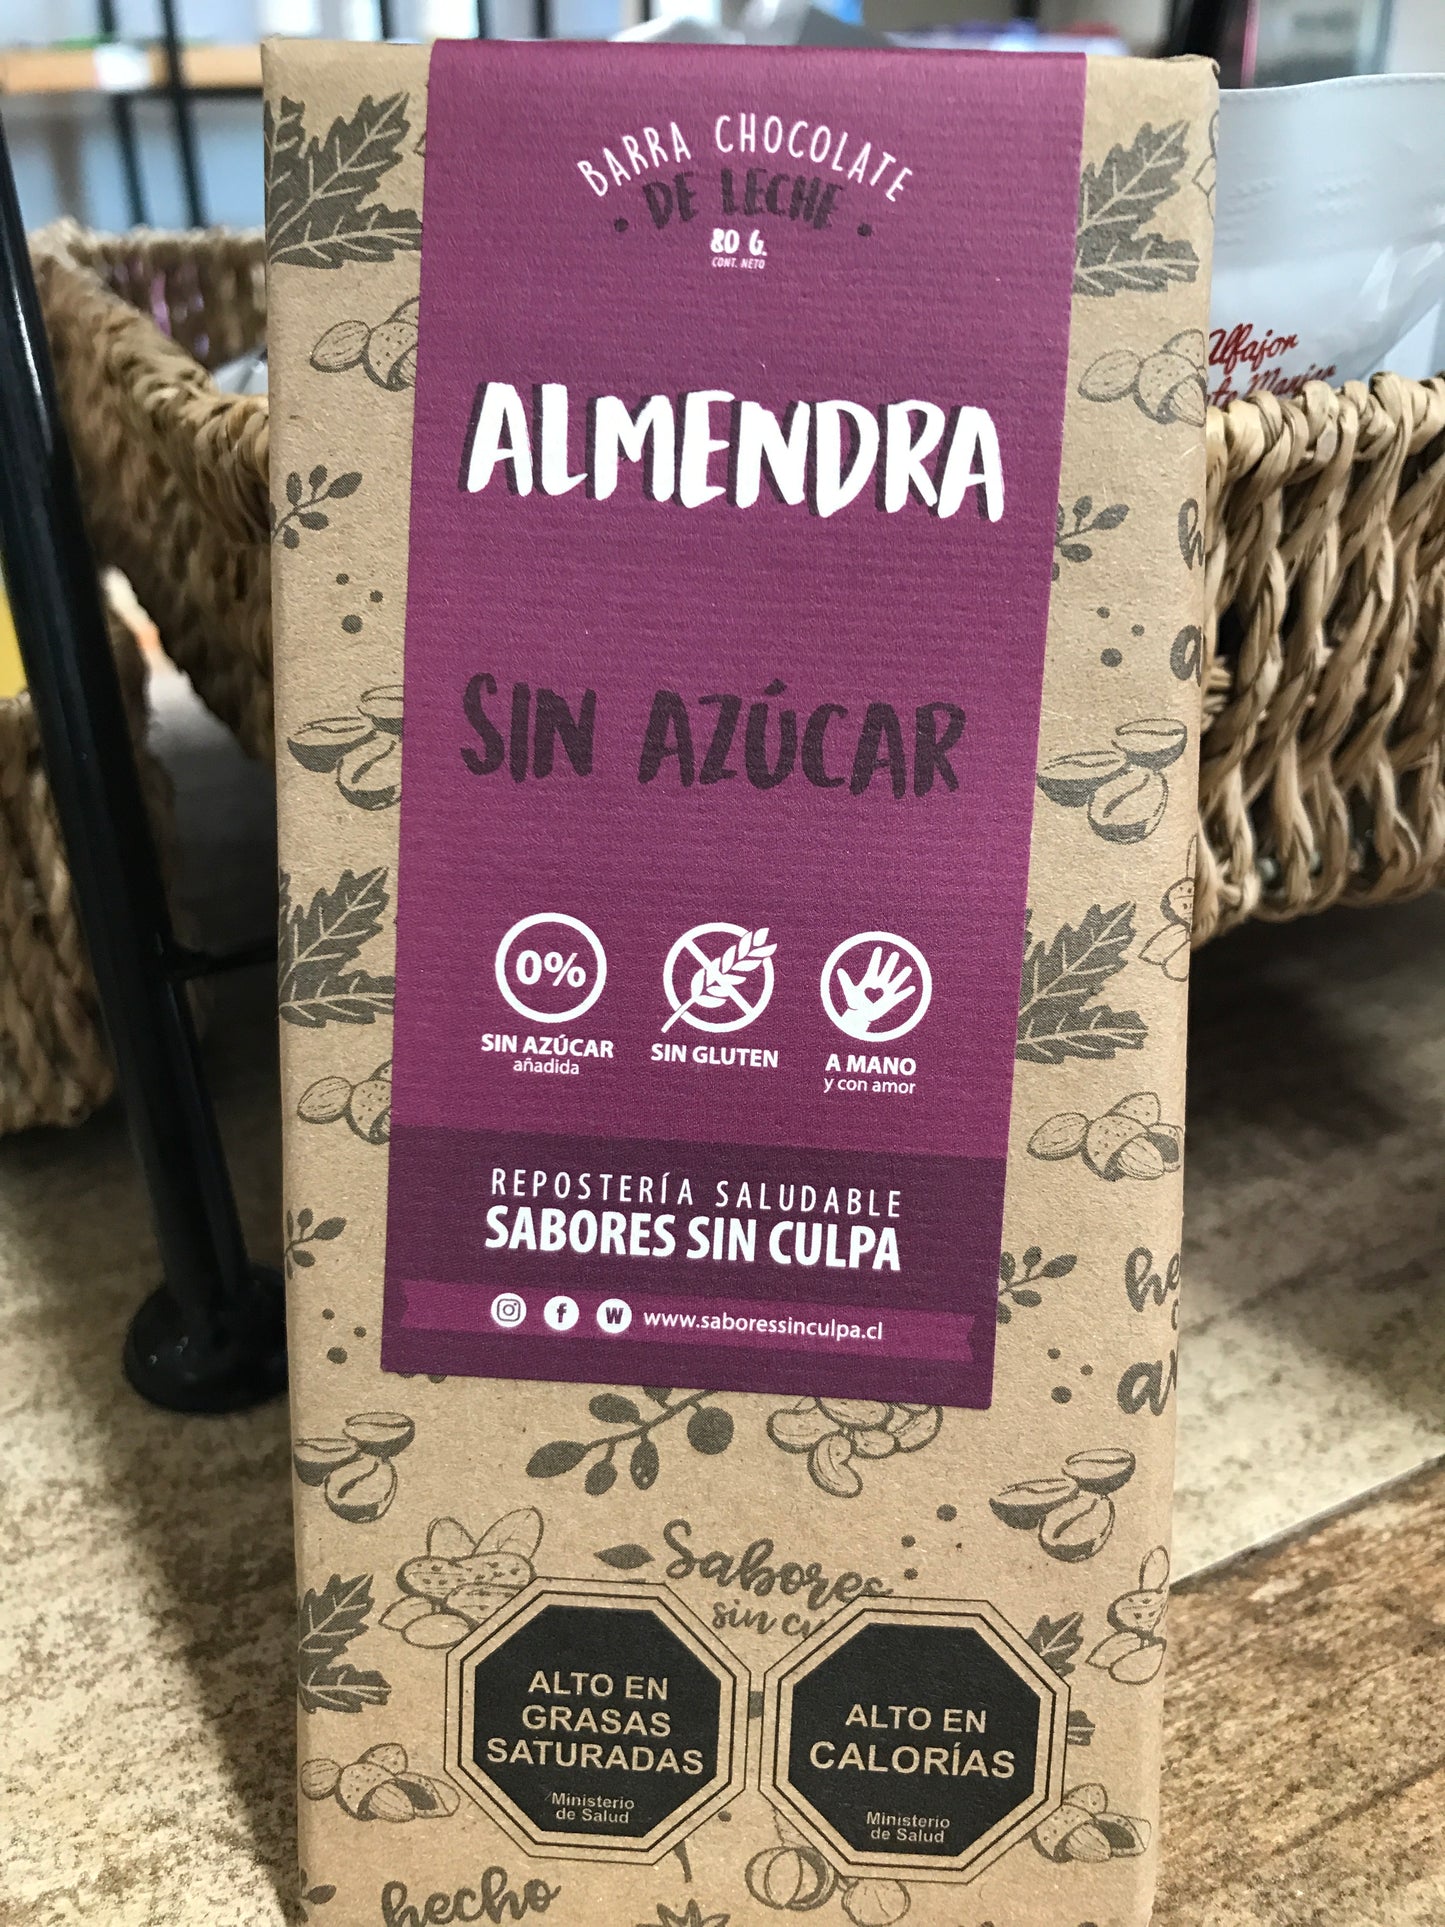 BARRA CHOCOLATE
· DE LECHE ·
80 G.
CONT. NETO
ALMENDRA
SIN AZÚCAR
0%
SIN AZÚCAR
añadida
SIN GLUTEN
A MANO
y con amor
REPOSTERÍA SALUDABLE
SABORES SIN CULPA
f W www.saboressinculpa.cl
Sabores
sin cu
ALTO EN
GRASAS
SATURADAS
Ministerio
de Salud
ALTO EN
CALORÍAS
Ministerio
de Salud
hecho
Alfajor